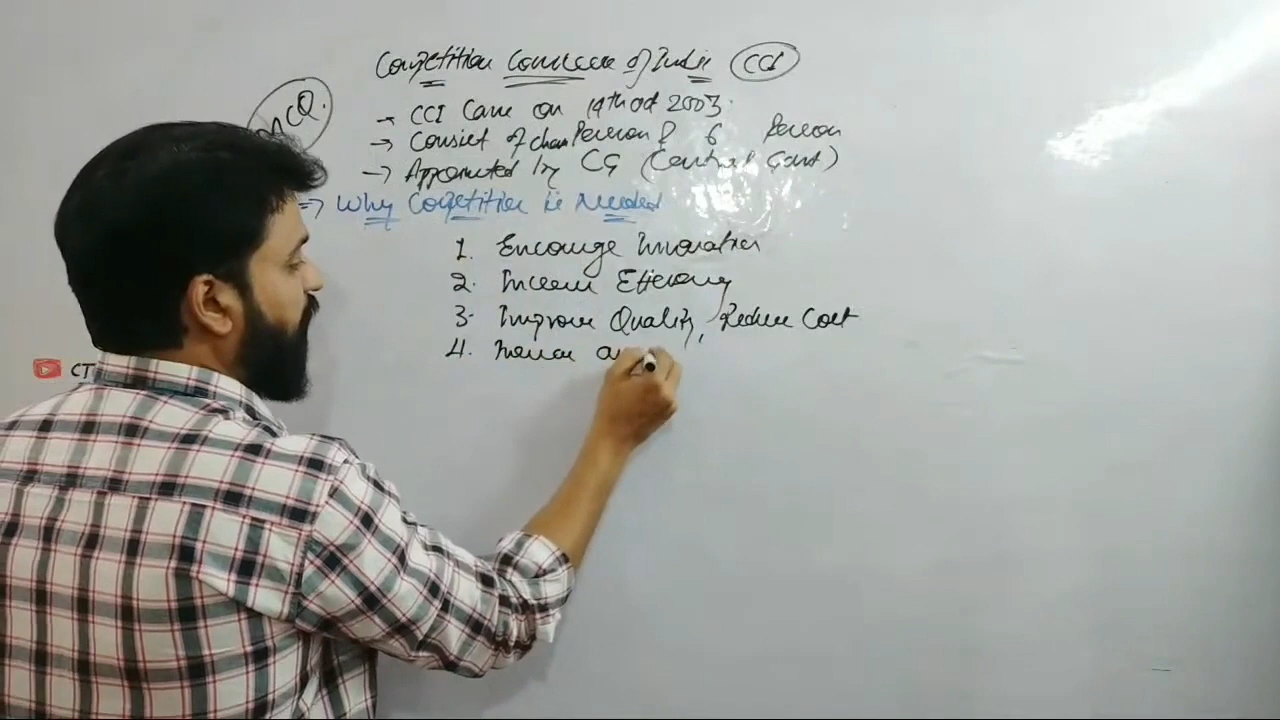 Competition Commission of India CCI
MCQ.
→ CCI Came on 14th oct 2003.
→ Consist of chairPerson & 6 Person
→ Appointed by CG (Central Govt)
⇒ Why Competition is Needed
1. Encourage Innovation
2. Increase Efficiency
3. Improve Quality, Reduce Cost
4.
CT